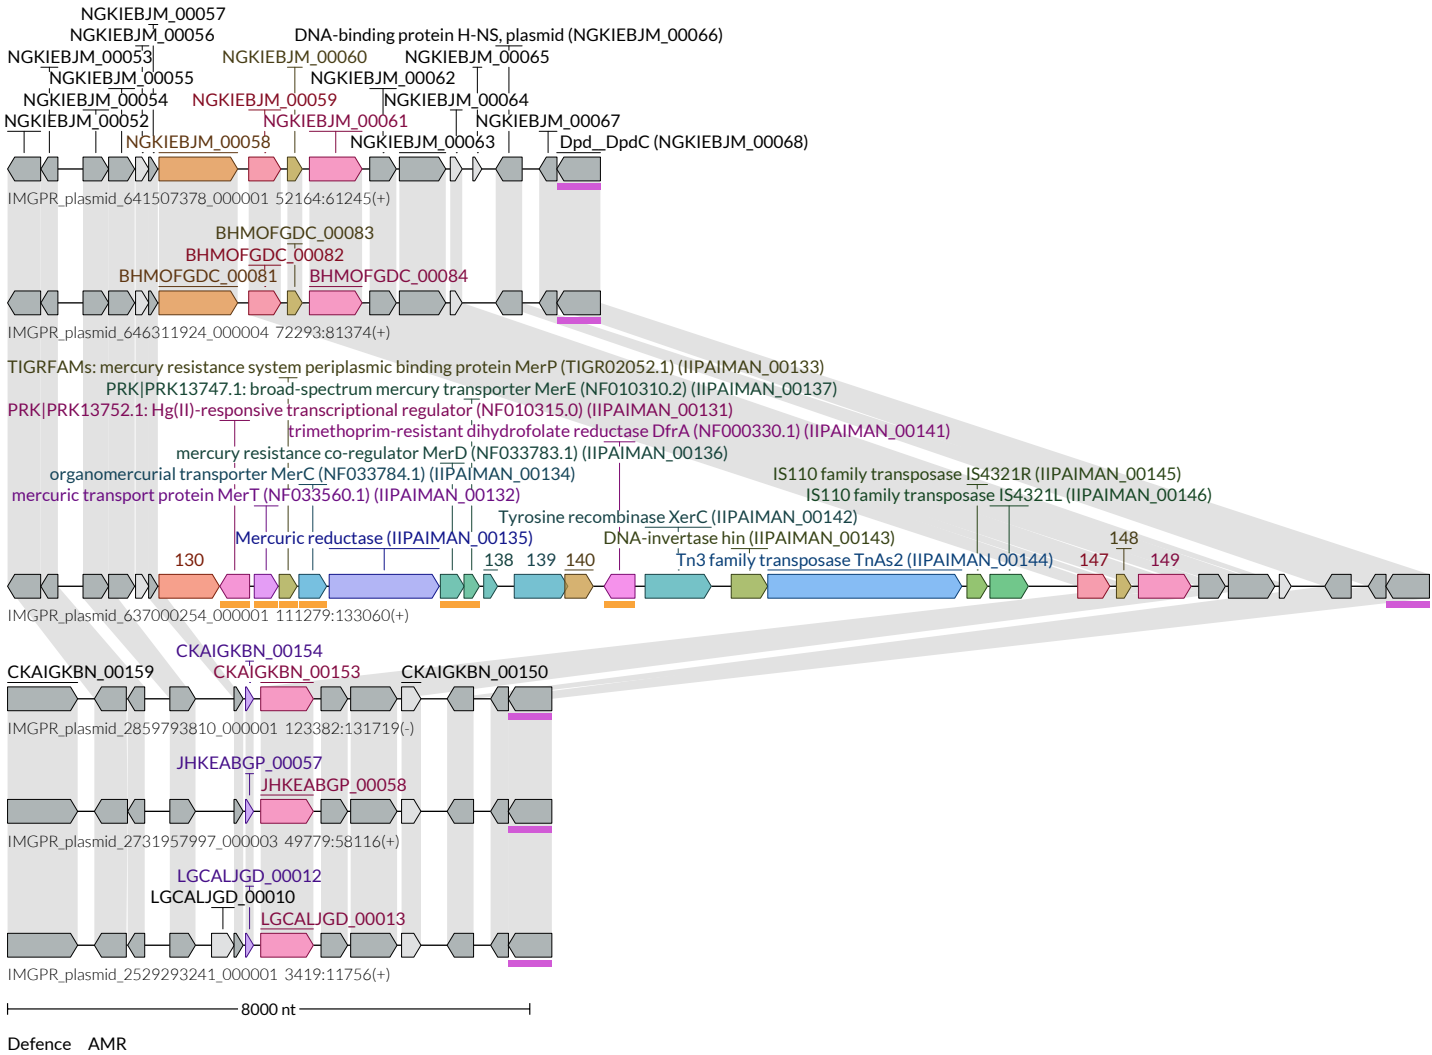 NGKIEBJM_00057
NGKIEBJM_00056
DNA-binding protein H-NS, plasmid (NGKIEBJM_00066)
NGKIEBJM_00053
NGKIEBJM_00060
NGKIEBJM_00065
NGKIEBJM_00055
NGKIEBJM_00062
NGKIEBJM_00054
NGKIEBJM_00059
NGKIEBJM_00064
NGKIEBJM_00052
NGKIEBJM_00061
NGKIEBJM_00067
NGKIEBJM_00058
NGKIEBJM_00063
Dpd__DpdC (NGKIEBJM_00068)
IMGPR_plasmid_641507378_000001 52164:61245(+)
BHMOFGDC_00083
BHMOFGDC_00082
BHMOFGDC_00081
BHMOFGDC_00084
IMGPR_plasmid_646311924_000004 72293:81374(+)
TIGRFAMs: mercury resistance system periplasmic binding protein MerP (TIGR02052.1) (IIPAIMAN_00133)
PRK|PRK13747.1: broad-spectrum mercury transporter MerE (NF010310.2) (IIPAIMAN_00137)
PRK|PRK13752.1: Hg(II)-responsive transcriptional regulator (NF010315.0) (IIPAIMAN_00131)
trimethoprim-resistant dihydrofolate reductase DfrA (NF000330.1) (IIPAIMAN_00141)
mercury resistance co-regulator MerD (NF033783.1) (IIPAIMAN_00136)
organomercurial transporter MerC (NF033784.1) (IIPAIMAN_00134)
IS110 family transposase IS4321R (IIPAIMAN_00145)
mercuric transport protein MerT (NF033560.1) (IIPAIMAN_00132)
IS110 family transposase IS4321L (IIPAIMAN_00146)
Tyrosine recombinase XerC (IIPAIMAN_00142)
Mercuric reductase (IIPAIMAN_00135)
DNA-invertase hin (IIPAIMAN_00143)
148
130
138
139
140
Tn3 family transposase TnAs2 (IIPAIMAN_00144)
147
149
IMGPR_plasmid_637000254_000001 111279:133060(+)
CKAIGKBN_00154
CKAIGKBN_00159
CKAIGKBN_00153
CKAIGKBN_00150
IMGPR_plasmid_2859793810_000001 123382:131719(-)
JHKEABGP_00057
JHKEABGP_00058
IMGPR_plasmid_2731957997_000003 49779:58116(+)
LGCALJGD_00012
LGCALJGD_00010
LGCALJGD_00013
IMGPR_plasmid_2529293241_000001 3419:11756(+)
8000 nt
Defence AMR